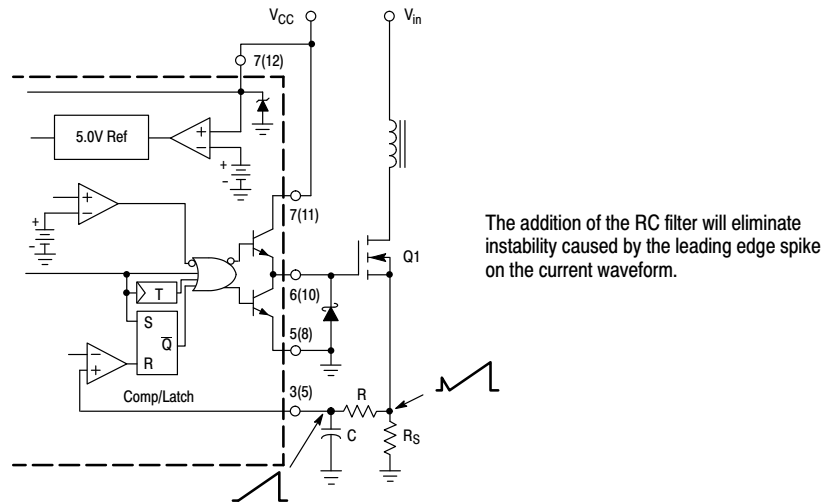 VCC
Vin
7(12)
5.0V Ref
+
−
+
-
+
−
+
-
7(11)
Q1
The addition of the RC filter will eliminate
instability caused by the leading edge spike
on the current waveform.
6(10)
T
S
Q
R
5(8)
−
+
Comp/Latch
3(5)
R
C
RS